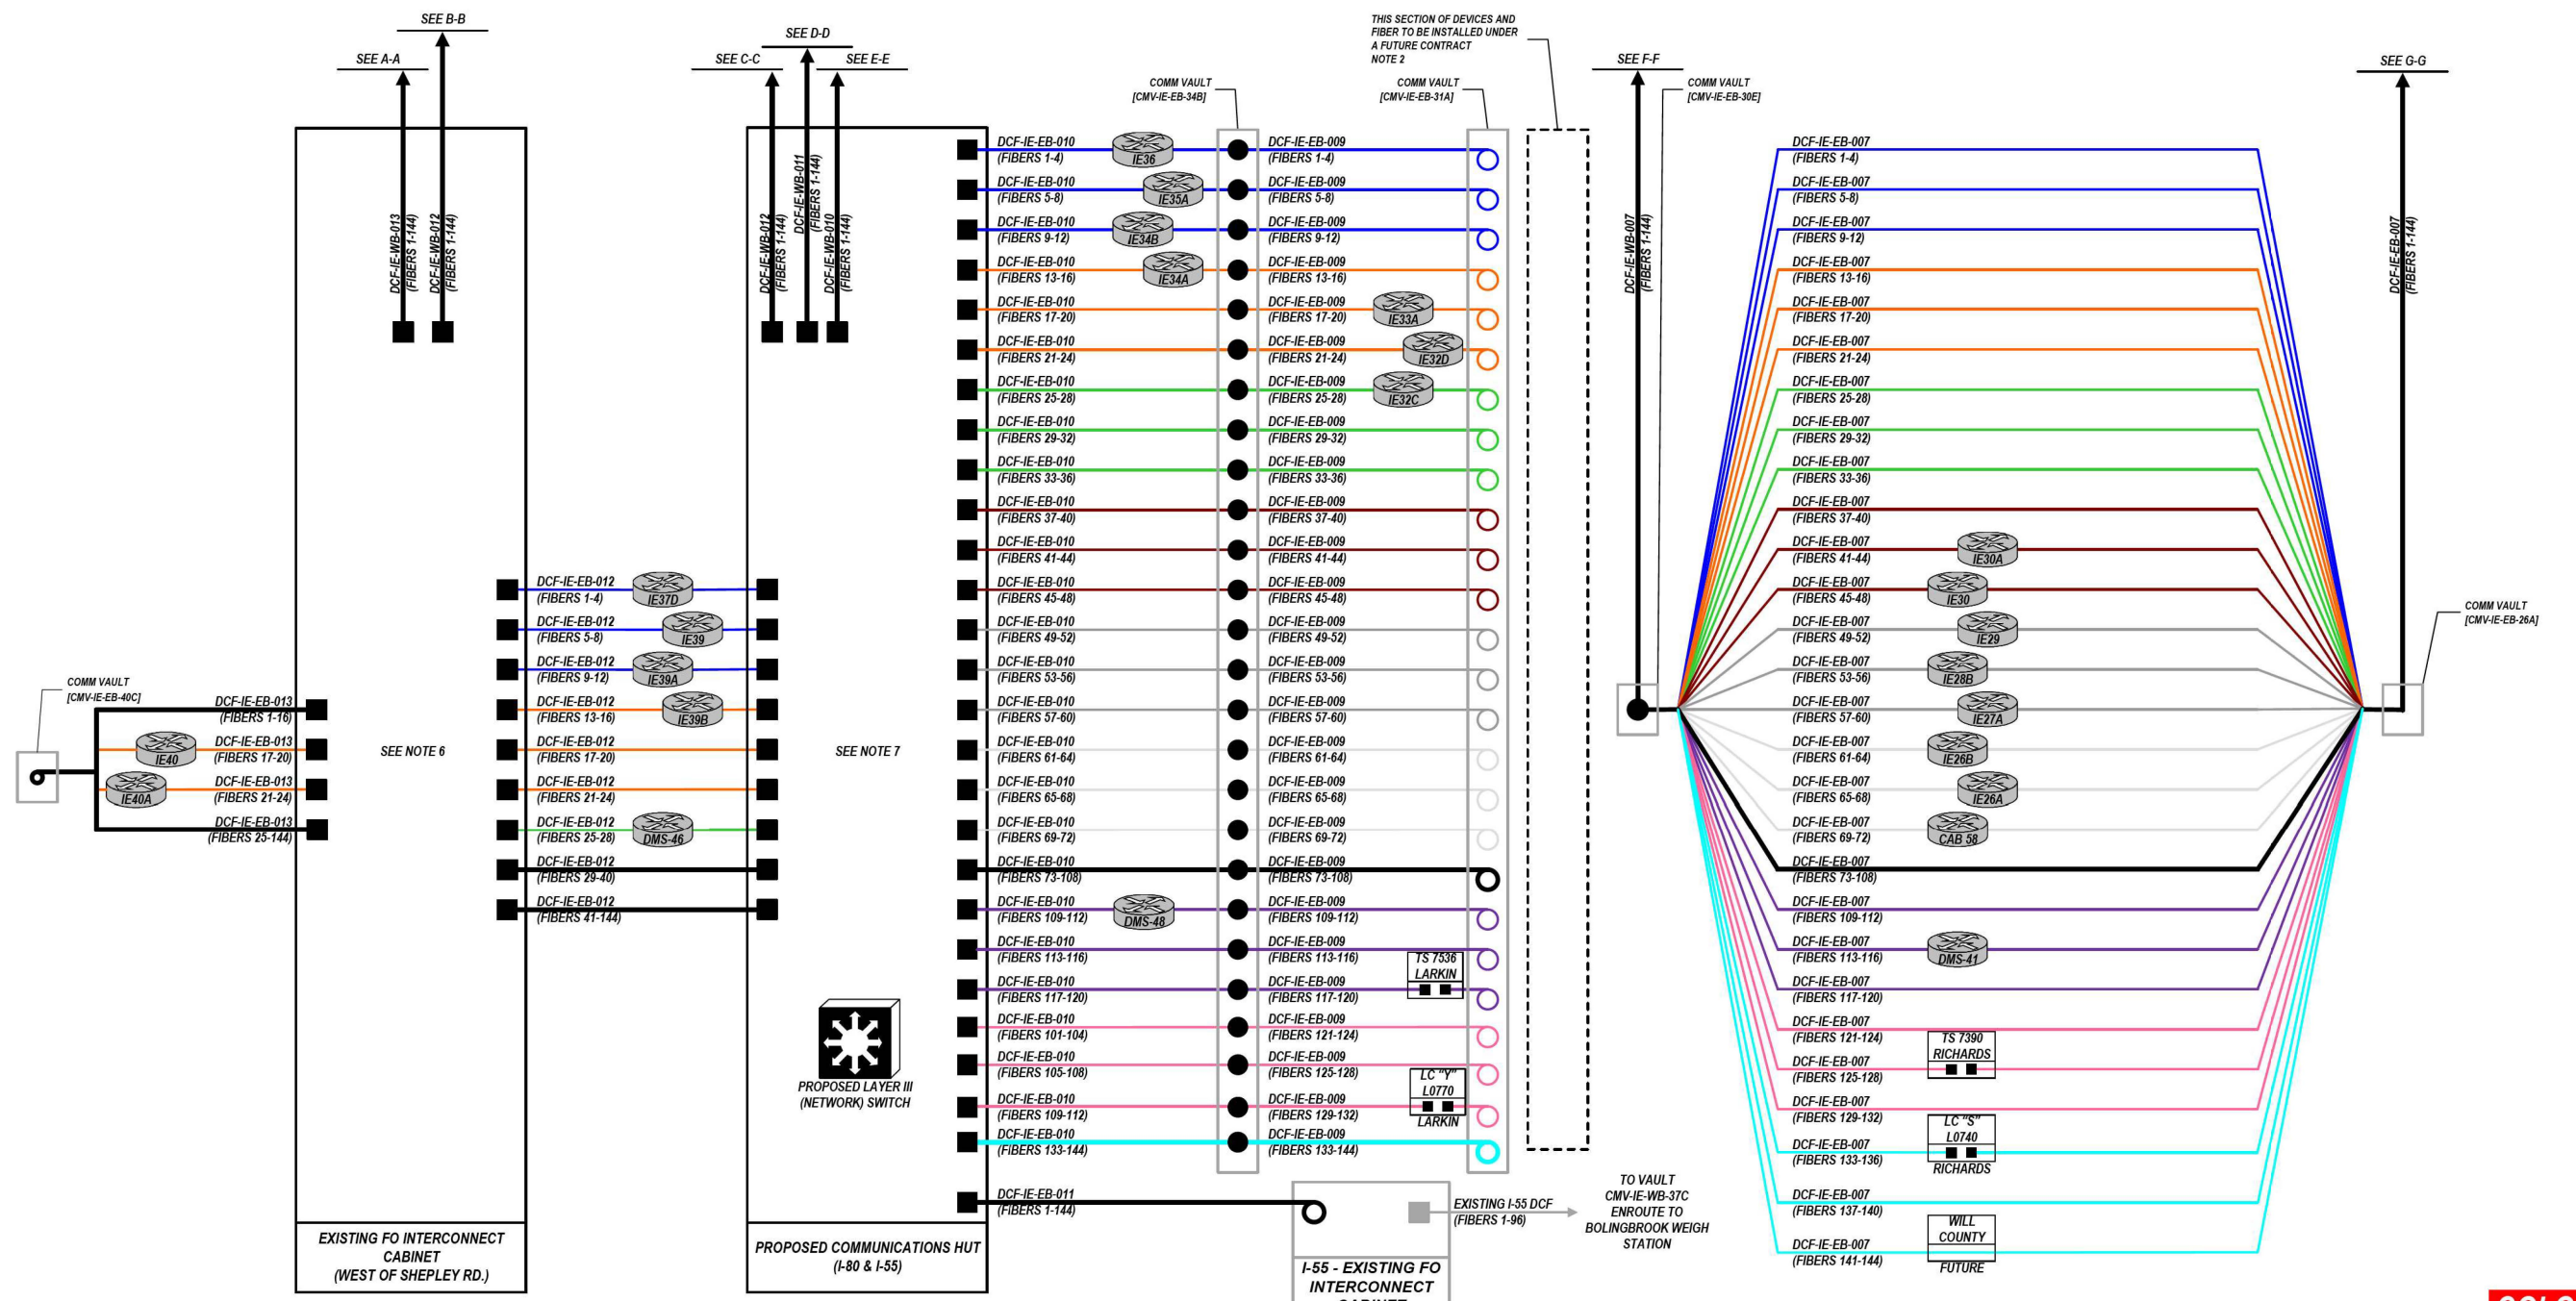 SEE B-B
SEE A-A
SEE D-D
SEE C-C
SEE E-E
THIS SECTION OF DEVICES AND
FIBER TO BE INSTALLED UNDER
A FUTURE CONTRACT
NOTE 2
SEE F-F
SEE G-G
COMM VAULT
[CMV-IE-EB-34B]
COMM VAULT
[CMV-IE-EB-31A]
COMM VAULT
[CMV-IE-EB-30E]
DCF-IE-WB-013
(FIBERS 1-144)
DCF-IE-WB-012
(FIBERS 1-144)
DCF-IE-WB-012
(FIBERS 1-144)
DCF-IE-WB-011
(FIBERS 1-144)
DCF-IE-WB-010
(FIBERS 1-144)
DCF-IE-WB-007
(FIBERS 1-144)
DCF-IE-EB-007
(FIBERS 1-144)
COMM VAULT
[CMV-IE-EB-40C]
DCF-IE-EB-013
(FIBERS 1-16)
IE40
DCF-IE-EB-013
(FIBERS 17-20)
IE40A
DCF-IE-EB-013
(FIBERS 21-24)
DCF-IE-EB-013
(FIBERS 25-144)
SEE NOTE 6
EXISTING FO INTERCONNECT
CABINET
(WEST OF SHEPLEY RD.)
DCF-IE-EB-012
(FIBERS 1-4)
IE37D
DCF-IE-EB-012
(FIBERS 5-8)
IE39
DCF-IE-EB-012
(FIBERS 9-12)
IE39A
DCF-IE-EB-012
(FIBERS 13-16)
IE39B
DCF-IE-EB-012
(FIBERS 17-20)
DCF-IE-EB-012
(FIBERS 21-24)
DCF-IE-EB-012
(FIBERS 25-28)
DMS-46
DCF-IE-EB-012
(FIBERS 29-40)
DCF-IE-EB-012
(FIBERS 41-144)
SEE NOTE 7
PROPOSED LAYER III
(NETWORK) SWITCH
PROPOSED COMMUNICATIONS HUT
(I-80 & I-55)
DCF-IE-EB-010
(FIBERS 1-4)
IE36
DCF-IE-EB-010
(FIBERS 5-8)
IE35A
DCF-IE-EB-010
(FIBERS 9-12)
IE34B
DCF-IE-EB-010
(FIBERS 13-16)
IE34A
DCF-IE-EB-010
(FIBERS 17-20)
DCF-IE-EB-010
(FIBERS 21-24)
DCF-IE-EB-010
(FIBERS 25-28)
DCF-IE-EB-010
(FIBERS 29-32)
DCF-IE-EB-010
(FIBERS 33-36)
DCF-IE-EB-010
(FIBERS 37-40)
DCF-IE-EB-010
(FIBERS 41-44)
DCF-IE-EB-010
(FIBERS 45-48)
DCF-IE-EB-010
(FIBERS 49-52)
DCF-IE-EB-010
(FIBERS 53-56)
DCF-IE-EB-010
(FIBERS 57-60)
DCF-IE-EB-010
(FIBERS 61-64)
DCF-IE-EB-010
(FIBERS 65-68)
DCF-IE-EB-010
(FIBERS 69-72)
DCF-IE-EB-010
(FIBERS 73-108)
DCF-IE-EB-010
(FIBERS 109-112)
DMS-48
DCF-IE-EB-010
(FIBERS 113-116)
DCF-IE-EB-010
(FIBERS 117-120)
DCF-IE-EB-010
(FIBERS 101-104)
DCF-IE-EB-010
(FIBERS 105-108)
DCF-IE-EB-010
(FIBERS 109-112)
DCF-IE-EB-010
(FIBERS 133-144)
DCF-IE-EB-011
(FIBERS 1-144)
DCF-IE-EB-009
(FIBERS 1-4)
DCF-IE-EB-009
(FIBERS 5-8)
DCF-IE-EB-009
(FIBERS 9-12)
DCF-IE-EB-009
(FIBERS 13-16)
DCF-IE-EB-009
(FIBERS 17-20)
IE33A
DCF-IE-EB-009
(FIBERS 21-24)
IE32D
DCF-IE-EB-009
(FIBERS 25-28)
IE32C
DCF-IE-EB-009
(FIBERS 29-32)
DCF-IE-EB-009
(FIBERS 33-36)
DCF-IE-EB-009
(FIBERS 37-40)
DCF-IE-EB-009
(FIBERS 41-44)
DCF-IE-EB-009
(FIBERS 45-48)
DCF-IE-EB-009
(FIBERS 49-52)
DCF-IE-EB-009
(FIBERS 53-56)
DCF-IE-EB-009
(FIBERS 57-60)
DCF-IE-EB-009
(FIBERS 61-64)
DCF-IE-EB-009
(FIBERS 65-68)
DCF-IE-EB-009
(FIBERS 69-72)
DCF-IE-EB-009
(FIBERS 73-108)
DCF-IE-EB-009
(FIBERS 109-112)
DCF-IE-EB-009
(FIBERS 113-116)
TS 7536
LARKIN
DCF-IE-EB-009
(FIBERS 117-120)
DCF-IE-EB-009
(FIBERS 121-124)
DCF-IE-EB-009
(FIBERS 125-128)
LC "Y"
L0770
LARKIN
DCF-IE-EB-009
(FIBERS 129-132)
DCF-IE-EB-009
(FIBERS 133-144)
EXISTING I-55 DCF
(FIBERS 1-96)
TO VAULT
CMV-IE-WB-37C
ENROUTE TO
BOLINGBROOK WEIGH
STATION
I-55 - EXISTING FO
INTERCONNECT
CABINET
DCF-IE-EB-007
(FIBERS 1-4)
DCF-IE-EB-007
(FIBERS 5-8)
DCF-IE-EB-007
(FIBERS 9-12)
DCF-IE-EB-007
(FIBERS 13-16)
DCF-IE-EB-007
(FIBERS 17-20)
DCF-IE-EB-007
(FIBERS 21-24)
DCF-IE-EB-007
(FIBERS 25-28)
DCF-IE-EB-007
(FIBERS 29-32)
DCF-IE-EB-007
(FIBERS 33-36)
DCF-IE-EB-007
(FIBERS 37-40)
DCF-IE-EB-007
(FIBERS 41-44)
IE30A
DCF-IE-EB-007
(FIBERS 45-48)
IE30
DCF-IE-EB-007
(FIBERS 49-52)
IE29
DCF-IE-EB-007
(FIBERS 53-56)
IE28B
DCF-IE-EB-007
(FIBERS 57-60)
IE27A
DCF-IE-EB-007
(FIBERS 61-64)
IE26B
DCF-IE-EB-007
(FIBERS 65-68)
IE26A
DCF-IE-EB-007
(FIBERS 69-72)
CAB 58
DCF-IE-EB-007
(FIBERS 73-108)
DCF-IE-EB-007
(FIBERS 109-112)
DCF-IE-EB-007
(FIBERS 113-116)
DMS-41
DCF-IE-EB-007
(FIBERS 117-120)
DCF-IE-EB-007
(FIBERS 121-124)
TS 7390
RICHARDS
DCF-IE-EB-007
(FIBERS 125-128)
DCF-IE-EB-007
(FIBERS 129-132)
LC "S"
L0740
RICHARDS
DCF-IE-EB-007
(FIBERS 133-136)
DCF-IE-EB-007
(FIBERS 137-140)
WILL
COUNTY
FUTURE
DCF-IE-EB-007
(FIBERS 141-144)
COMM VAULT
[CMV-IE-EB-26A]